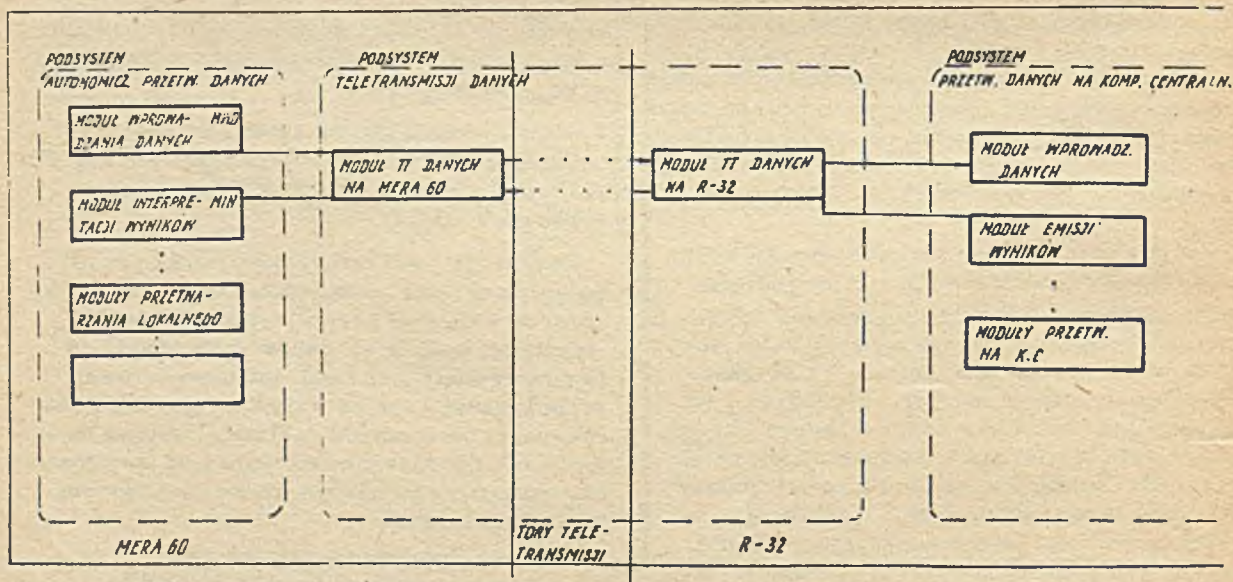 PODSYSTEM
AUTONOMICZ. PRZETW. DANYCH
MODUŁ WPROWA- MWD
DZANIA DANYCH
MODUŁ INTERPRE- MIN
TACJI WYNIKÓW
MODUŁY PRZETWA-
RZANIA LOKALNEGO
MERA 60
PODSYSTEM
TELETRANSMISJI DANYCH
MODUŁ TT DANYCH
NA MERA 60
TORY TELE-
TRANSMISJI
MODUŁ TT DANYCH
NA R-32
R-32
PODSYSTEM
PRZETW. DANYCH NA KOMP. CENTRALN.
MODUŁ WPROWADZ.
DANYCH
MODUŁ EMISJI
WYNIKÓW
MODUŁY PRZETW.
NA K.C